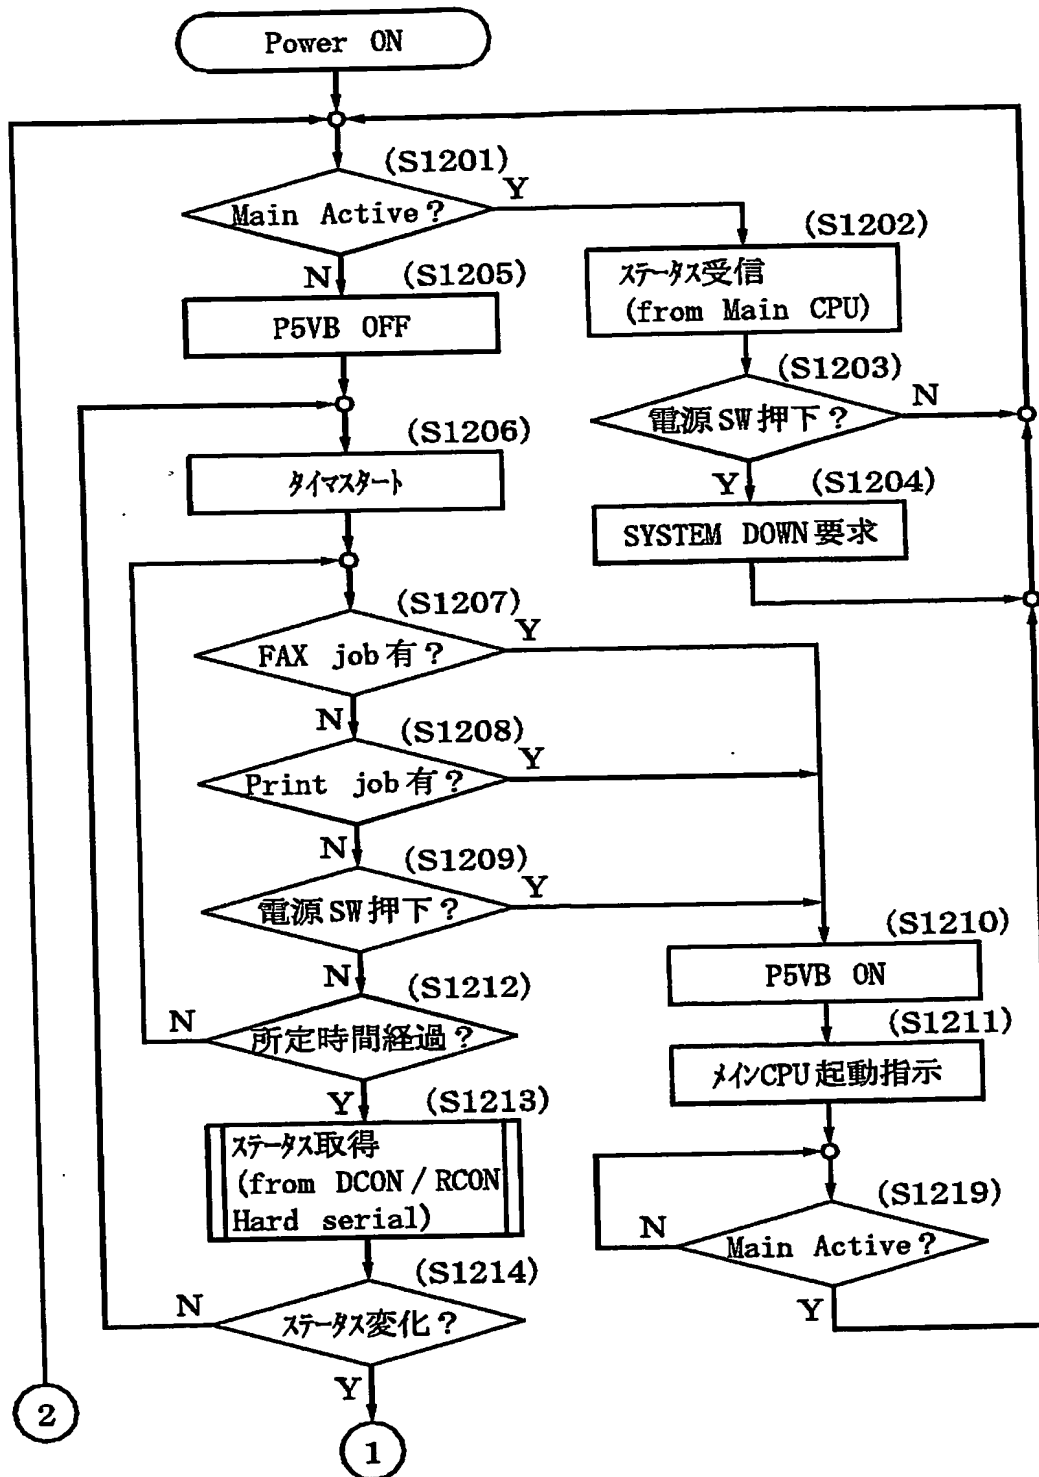 Power ON
(S1201)
Main Active?
Y
N
(S1202)
ステータス受信
(from Main CPU)
(S1205)
P5VB OFF
(S1203)
電源SW押下?
N
Y
(S1206)
タイマスタート
(S1204)
SYSTEM DOWN要求
(S1207)
FAX job有?
Y
N
(S1208)
Print job有?
Y
N
(S1209)
電源SW押下?
Y
N
(S1210)
P5VB ON
(S1212)
所定時間経過?
N
Y
(S1211)
メインCPU起動指示
(S1213)
ステータス取得
(from DCON/RCON
Hard serial)
(S1219)
Main Active?
N
Y
(S1214)
ステータス変化?
N
Y
2
1